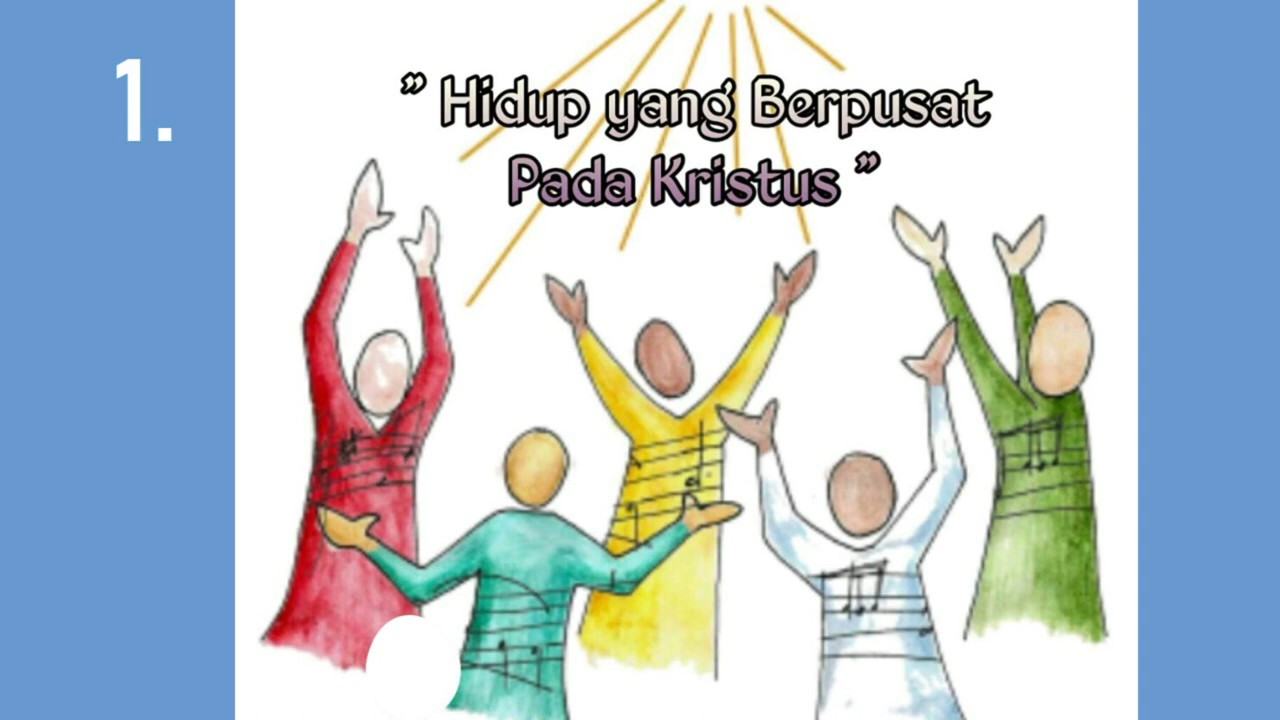 1.
” Hidup yang Berpusat
Pada Kristus ”